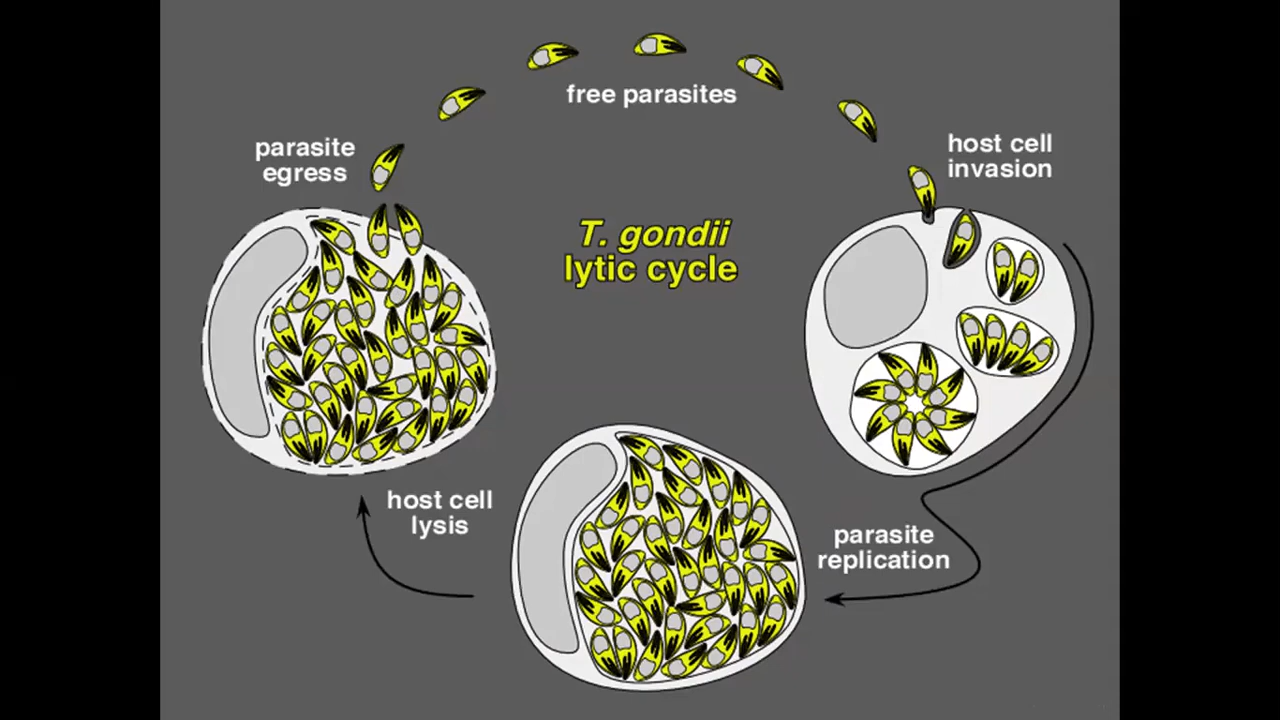 free parasites
parasite
egress
host cell
invasion
T. gondii
lytic cycle
host cell
lysis
parasite
replication